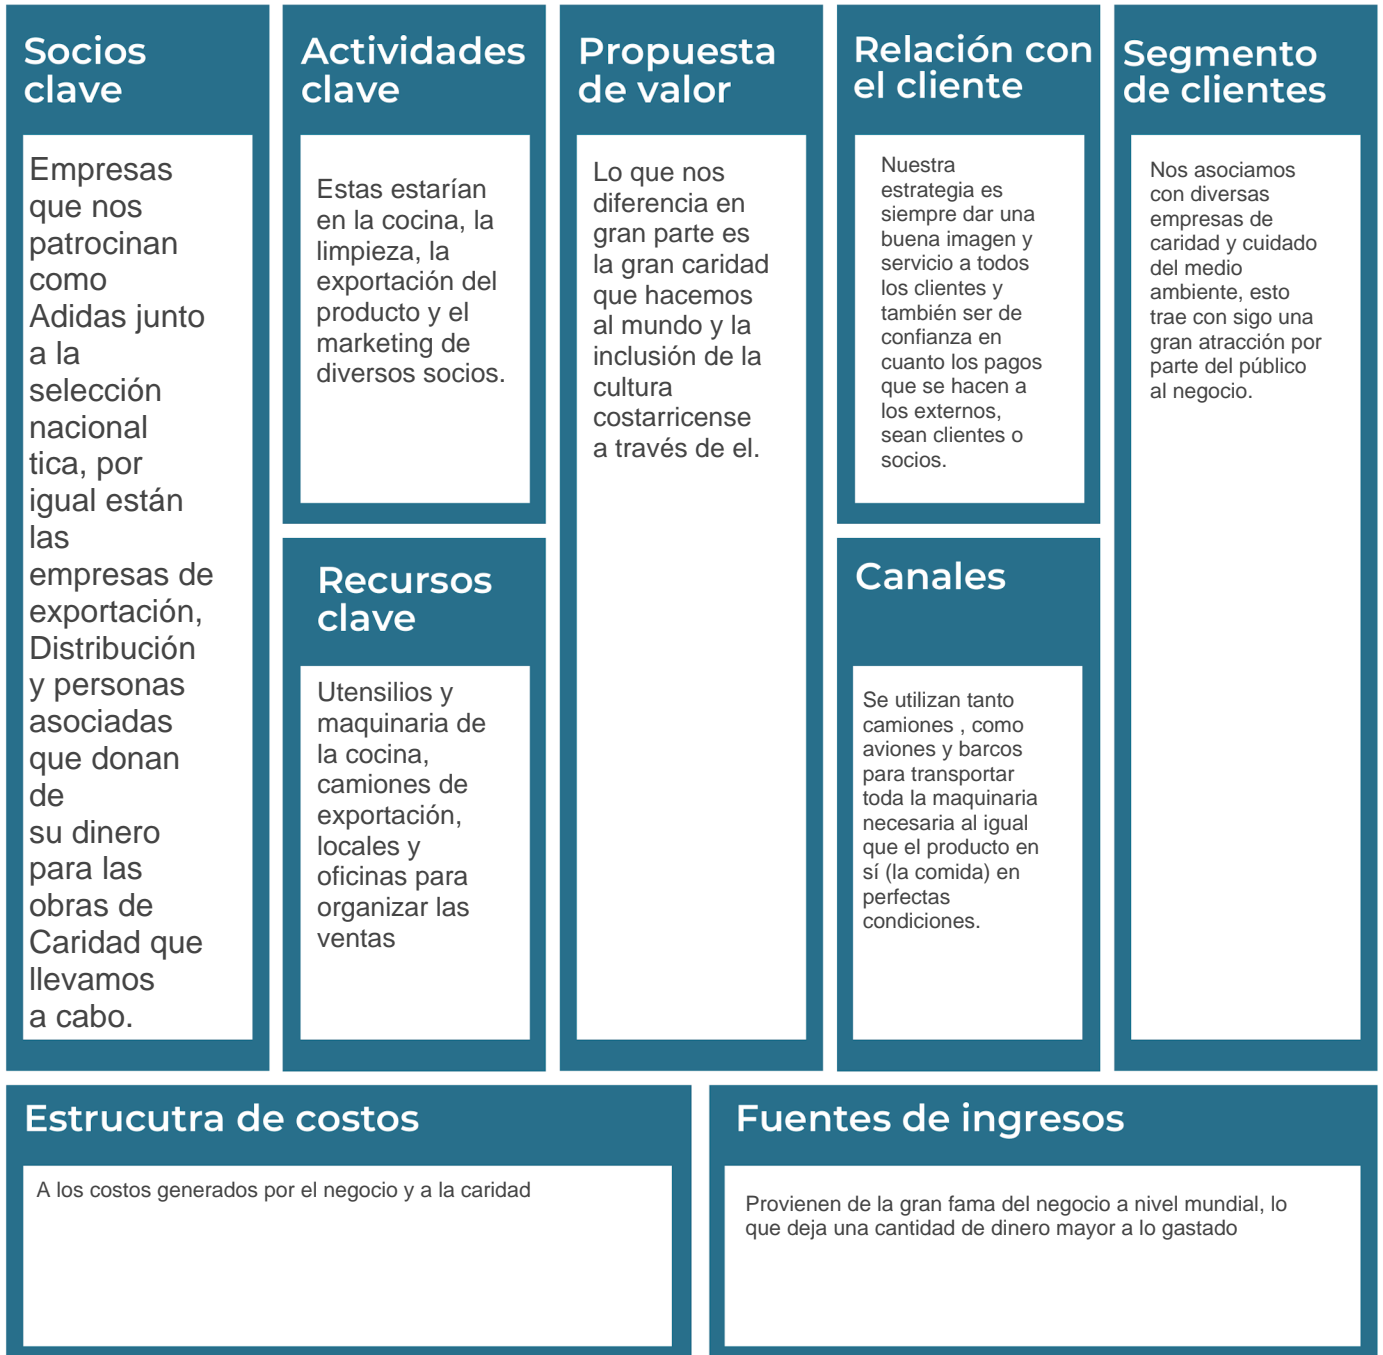 Socios
clave
Empresas
que nos
patrocinan
como
Adidas junto
a la
selección
nacional
tica, por
igual están
las
empresas de
exportación,
Distribución
y personas
asociadas
que donan
de
su dinero
para las
obras de
Caridad que
llevamos
a cabo.
Actividades
clave
Estas estarían
en la cocina, la
limpieza, la
exportación del
producto y el
marketing de
diversos socios.
Recursos
clave
Utensilios y
maquinaria de
la cocina,
camiones de
exportación,
locales y
oficinas para
organizar las
ventas
Propuesta
de valor
Lo que nos
diferencia en
gran parte es
la gran caridad
que hacemos
al mundo y la
inclusión de la
cultura
costarricense
a través de el.
Relación con
el cliente
Nuestra
estrategia es
siempre dar una
buena imagen y
servicio a todos
los clientes y
también ser de
confianza en
cuanto los pagos
que se hacen a
los externos,
sean clientes o
socios.
Canales
Se utilizan tanto
camiones , como
aviones y barcos
para transportar
toda la maquinaria
necesaria al igual
que el producto en
sí (la comida) en
perfectas
condiciones.
Segmento
de clientes
Nos asociamos
con diversas
empresas de
caridad y cuidado
del medio
ambiente, esto
trae con sigo una
gran atracción por
parte del público
al negocio.
Estrucutra de costos
A los costos generados por el negocio y a la caridad
Fuentes de ingresos
Provienen de la gran fama del negocio a nivel mundial, lo
que deja una cantidad de dinero mayor a lo gastado